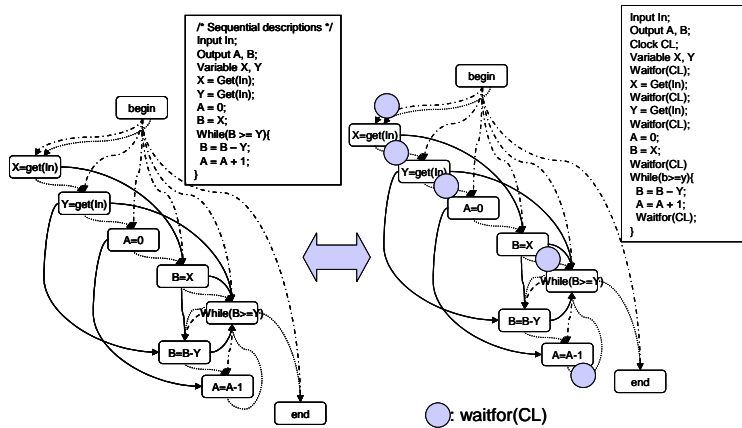 /* Sequential descriptions */
Input In;
Output A, B;
Variable X, Y
X = Get(In);
Y = Get(In);
A = 0;
B = X;
While(B >= Y){
B = B – Y;
A = A + 1;
}
begin
X=get(In)
Y=get(In)
A=0
B=X
While(B>=Y)
B=B-Y
A=A-1
end
Input In;
Output A, B;
Clock CL;
Variable X, Y
Waitfor(CL);
X = Get(In);
Waitfor(CL);
Y = Get(In);
Waitfor(CL);
A = 0;
B = X;
Waitfor(CL)
While(b>=y){
B = B – Y;
A = A + 1;
Waitfor(CL);
}
begin
X=get(In)
Y=get(In)
A=0
B=X
While(B>=Y)
B=B-Y
A=A-1
end
: waitfor(CL)